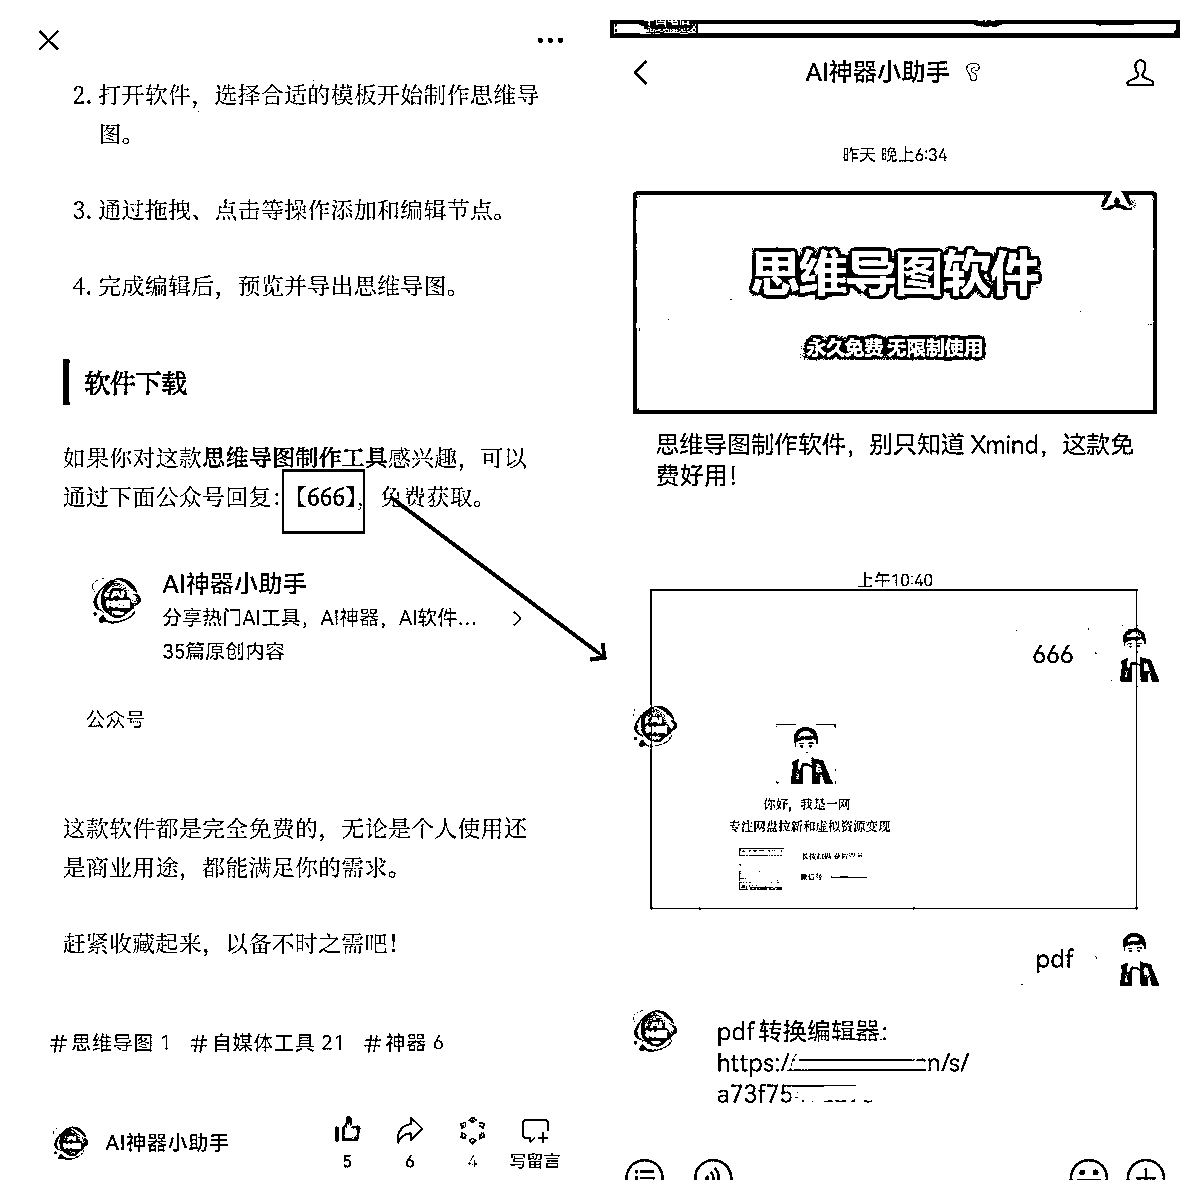 2. 打开软件，选择合适的模板开始制作思维导
图。
3. 通过拖拽、点击等操作添加和编辑节点。
4. 完成编辑后，预览并导出思维导图。
软件下载
如果你对这款思维导图制作工具感兴趣，可以
通过下面公众号回复：【666】，免费获取。
AI神器小助手
分享热门AI工具，AI神器，AI软件...
35篇原创内容
公众号
这款软件都是完全免费的，无论是个人使用还
是商业用途，都能满足你的需求。
赶紧收藏起来，以备不时之需吧！
#思维导图 1 #自媒体工具 21 #神器 6
AI神器小助手
5 6 4 写留言
AI神器小助手
昨天 晚上6:34
思维导图软件
永久免费 无限制使用
思维导图制作软件，别只知道 Xmind，这款免
费好用！
上午10:40
666
你好，我是一网
专注网盘拉新和虚拟资源变现
微信号
pdf
pdf转换编辑器：
https://
n/s/
a73f75